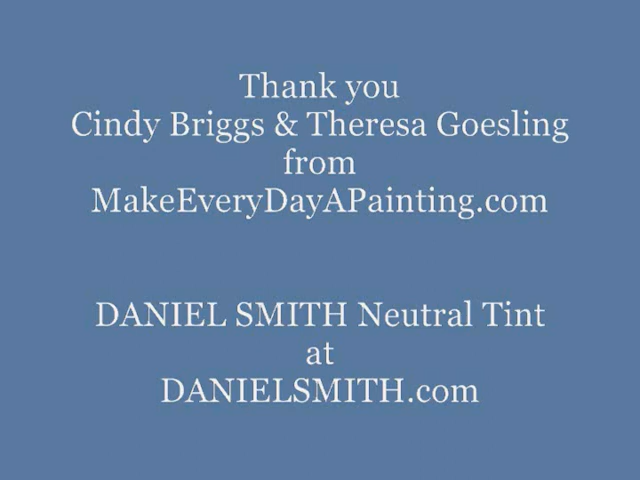 Thank you
Cindy Briggs & Theresa Goesling
from
MakeEveryDayAPainting.com
DANIEL SMITH Neutral Tint
at
DANIELSMITH.com